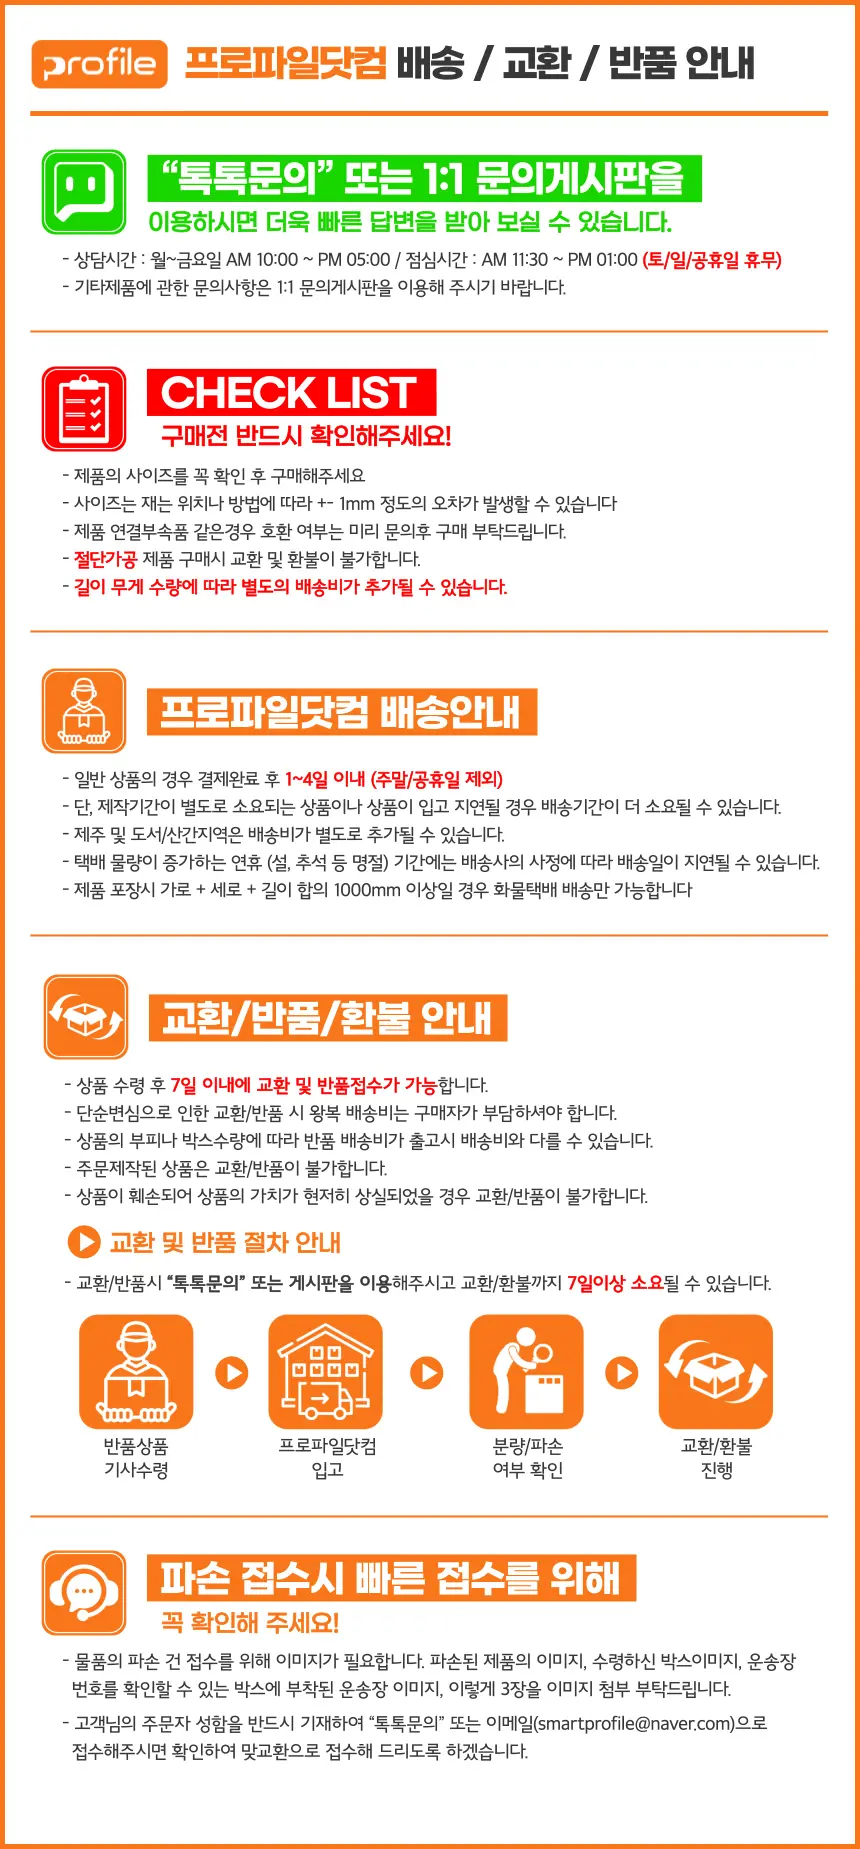 profile 프로파일닷컴 배송 / 교환 / 반품 안내
“톡톡문의” 또는 1:1 문의게시판을
이용하시면 더욱 빠른 답변을 받아 보실 수 있습니다.
- 상담시간 : 월~금요일 AM 10:00 ~ PM 05:00 / 점심시간 : AM 11:30 ~ PM 01:00 (토/일/공휴일 휴무)
- 기타제품에 관한 문의사항은 1:1 문의게시판을 이용해 주시기 바랍니다.
CHECK LIST
구매전 반드시 확인해주세요!
- 제품의 사이즈를 꼭 확인 후 구매해주세요
- 사이즈는 재는 위치나 방법에 따라 +- 1mm 정도의 오차가 발생할 수 있습니다
- 제품 연결부속품 같은경우 호환 여부는 미리 문의후 구매 부탁드립니다.
- 절단가공 제품 구매시 교환 및 환불이 불가합니다.
- 길이 무게 수량에 따라 별도의 배송비가 추가될 수 있습니다.
프로파일닷컴 배송안내
- 일반 상품의 경우 결제완료 후 1~4일 이내 (주말/공휴일 제외)
- 단, 제작기간이 별도로 소요되는 상품이나 상품이 입고 지연될 경우 배송기간이 더 소요될 수 있습니다.
- 제주 및 도서/산간지역은 배송비가 별도로 추가될 수 있습니다.
- 택배 물량이 증가하는 연휴 (설, 추석 등 명절) 기간에는 배송사의 사정에 따라 배송일이 지연될 수 있습니다.
- 제품 포장시 가로 + 세로 + 길이 합의 1000mm 이상일 경우 화물택배 배송만 가능합니다
교환/반품/환불 안내
- 상품 수령 후 7일 이내에 교환 및 반품접수가 가능합니다.
- 단순변심으로 인한 교환/반품 시 왕복 배송비는 구매자가 부담하셔야 합니다.
- 상품의 부피나 박스수량에 따라 반품 배송비가 출고시 배송비와 다를 수 있습니다.
- 주문제작된 상품은 교환/반품이 불가합니다.
- 상품이 훼손되어 상품의 가치가 현저히 상실되었을 경우 교환/반품이 불가합니다.
교환 및 반품 절차 안내
- 교환/반품시 “톡톡문의” 또는 게시판을 이용해주시고 교환/환불까지 7일이상 소요될 수 있습니다.
반품상품
기사수령
프로파일닷컴
입고
분량/파손
여부 확인
교환/환불
진행
파손 접수시 빠른 접수를 위해
꼭 확인해 주세요!
- 물품의 파손 건 접수를 위해 이미지가 필요합니다. 파손된 제품의 이미지, 수령하신 박스이미지, 운송장
번호를 확인할 수 있는 박스에 부착된 운송장 이미지, 이렇게 3장을 이미지 첨부 부탁드립니다.
- 고객님의 주문자 성함을 반드시 기재하여 “톡톡문의” 또는 이메일(smartprofile@naver.com)으로
접수해주시면 확인하여 맞교환으로 접수해 드리도록 하겠습니다.